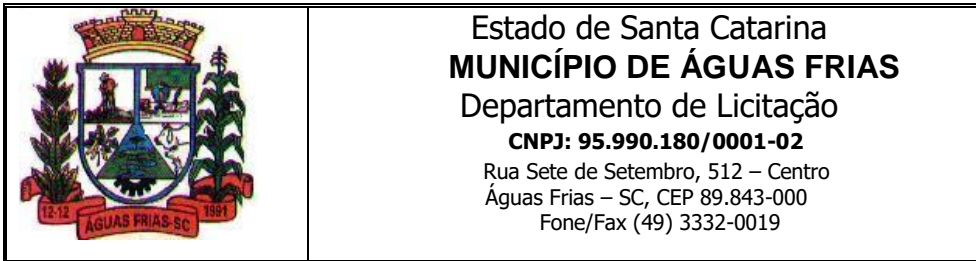 12-12
ÁGUAS FRIAS-SC
1991
Estado de Santa Catarina
MUNICÍPIO DE ÁGUAS FRIAS
Departamento de Licitação
CNPJ: 95.990.180/0001-02
Rua Sete de Setembro, 512 – Centro
Águas Frias – SC, CEP 89.843-000
Fone/Fax (49) 3332-0019